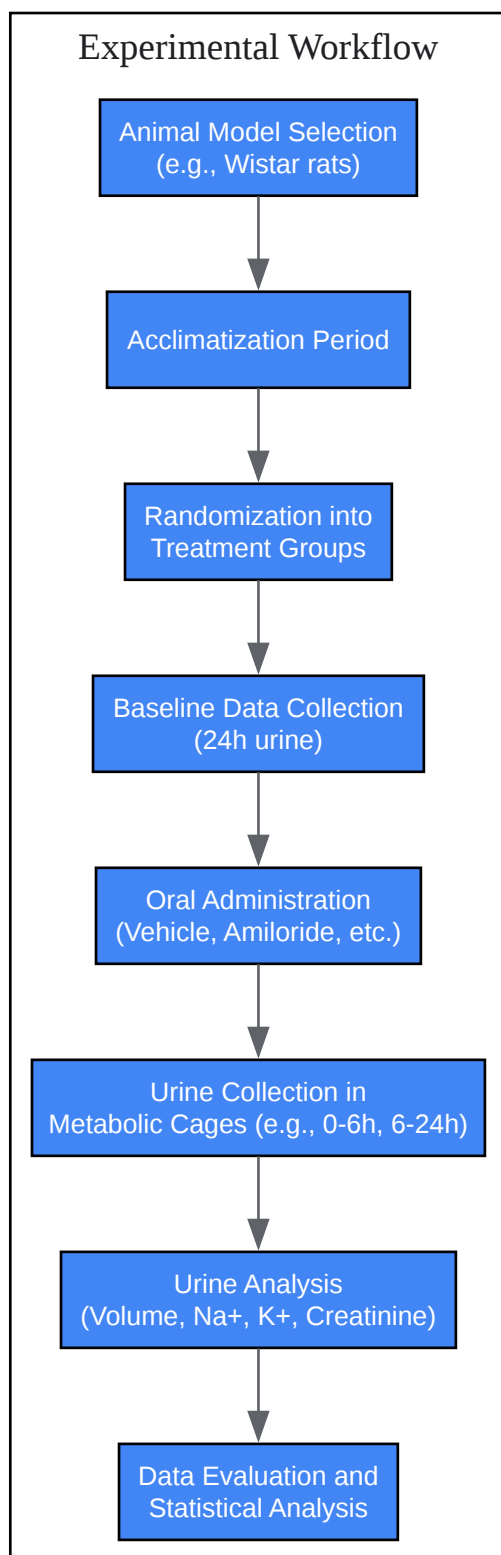 Experimental Workflow
Animal Model Selection
(e.g., Wistar rats)
Acclimatization Period
Randomization into
Treatment Groups
Baseline Data Collection
(24h urine)
Oral Administration
(Vehicle, Amiloride, etc.)
Urine Collection in
Metabolic Cages (e.g., 0-6h, 6-24h)
Urine Analysis
(Volume, Na+, K+, Creatinine)
Data Evaluation and
Statistical Analysis